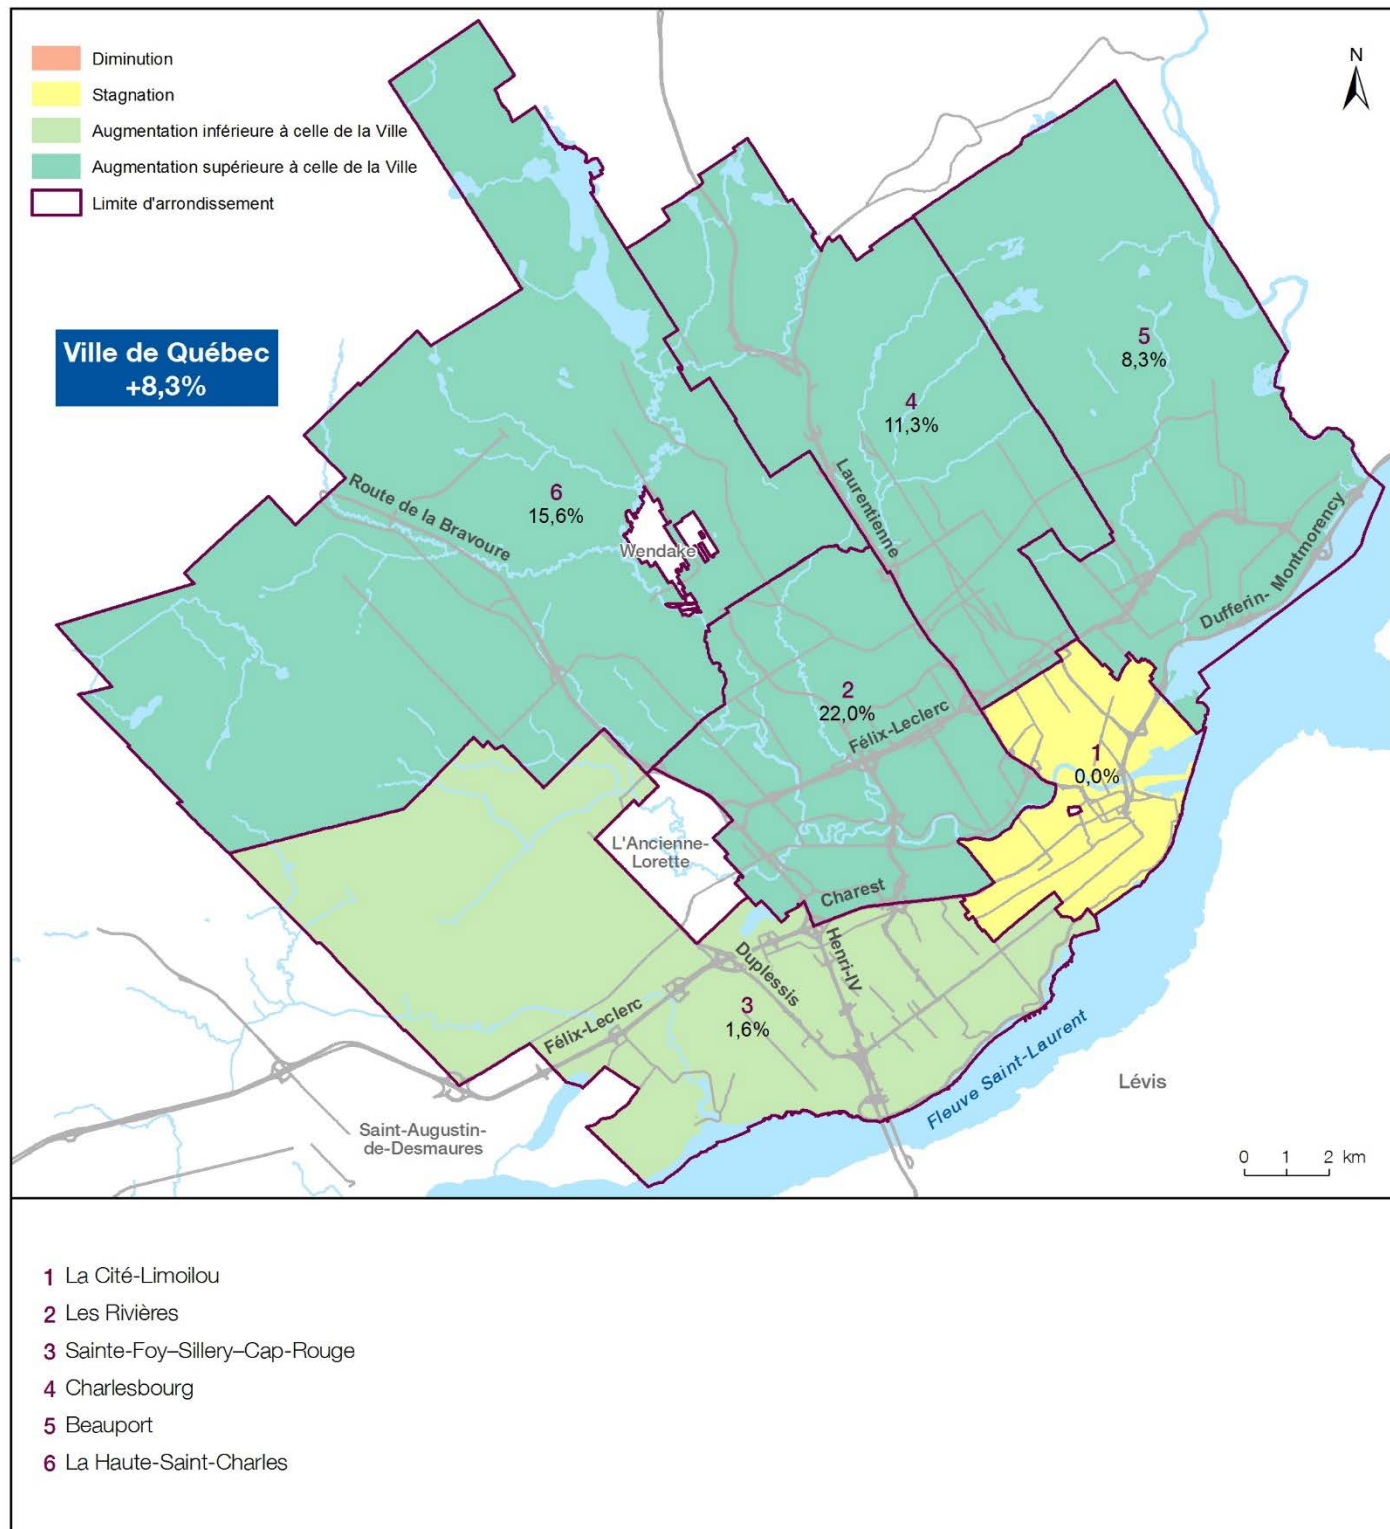 Diminution
Stagnation
Augmentation inférieure à celle de la Ville
Augmentation supérieure à celle de la Ville
Limite d'arrondissement
N
Ville de Québec
+8,3%
5
8,3%
4
11,3%
6
15,6%
Route de la Bravoure
Laurentienne
Wendake
Dufferin- Montmorency
2
22,0%
Félix-Leclerc
1
0,0%
L'Ancienne-
Lorette
Charest
Henri-IV
Duplessis
3
1,6%
Félix-Leclerc
Fleuve Saint-Laurent
Lévis
Saint-Augustin-
de-Desmaures
0 1 2 km
1 La Cité-Limoilou
2 Les Rivières
3 Sainte-Foy–Sillery–Cap-Rouge
4 Charlesbourg
5 Beauport
6 La Haute-Saint-Charles